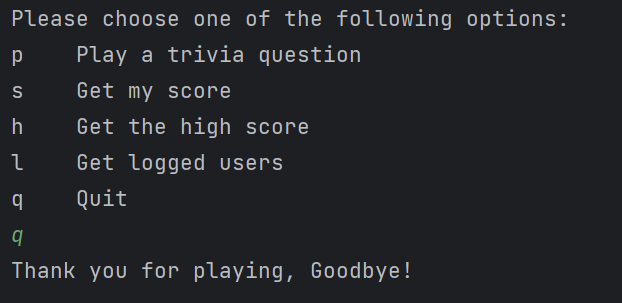 Please choose one of the following options:
p    Play a trivia question
s    Get my score
h    Get the high score
l    Get logged users
q    Quit
q
Thank you for playing, Goodbye!